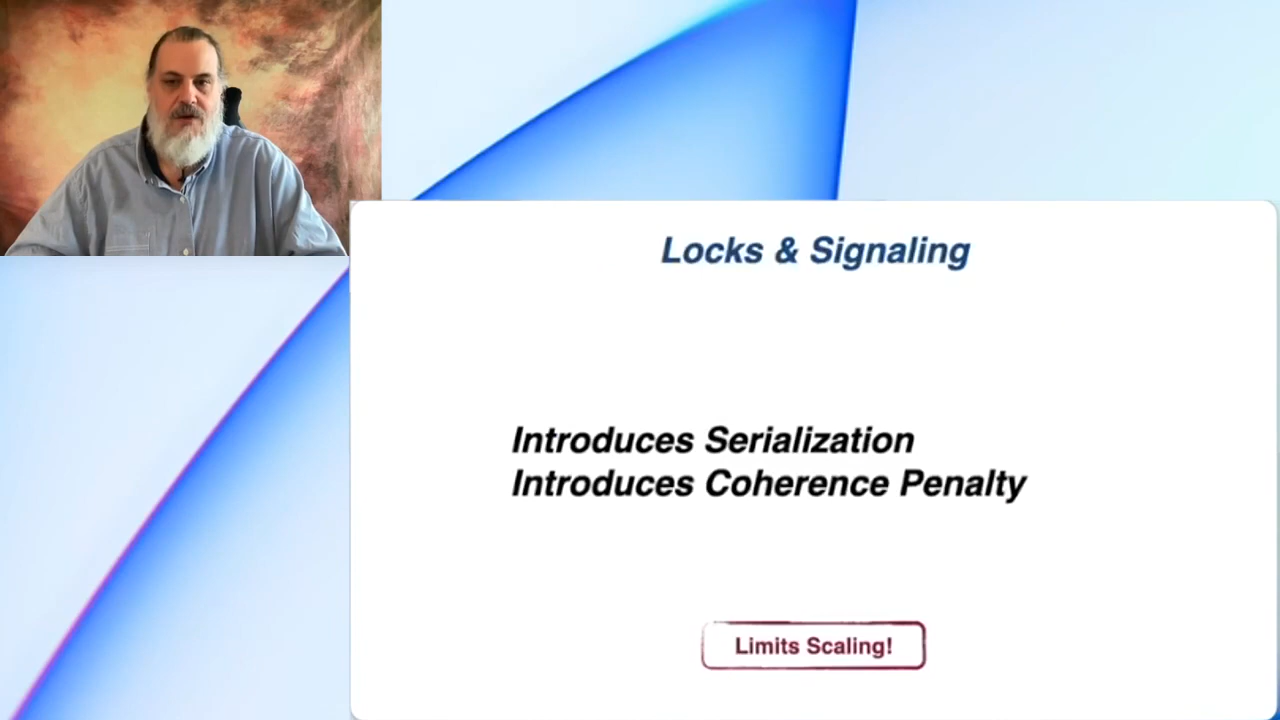 Locks & Signaling
Introduces Serialization
Introduces Coherence Penalty
Limits Scaling!